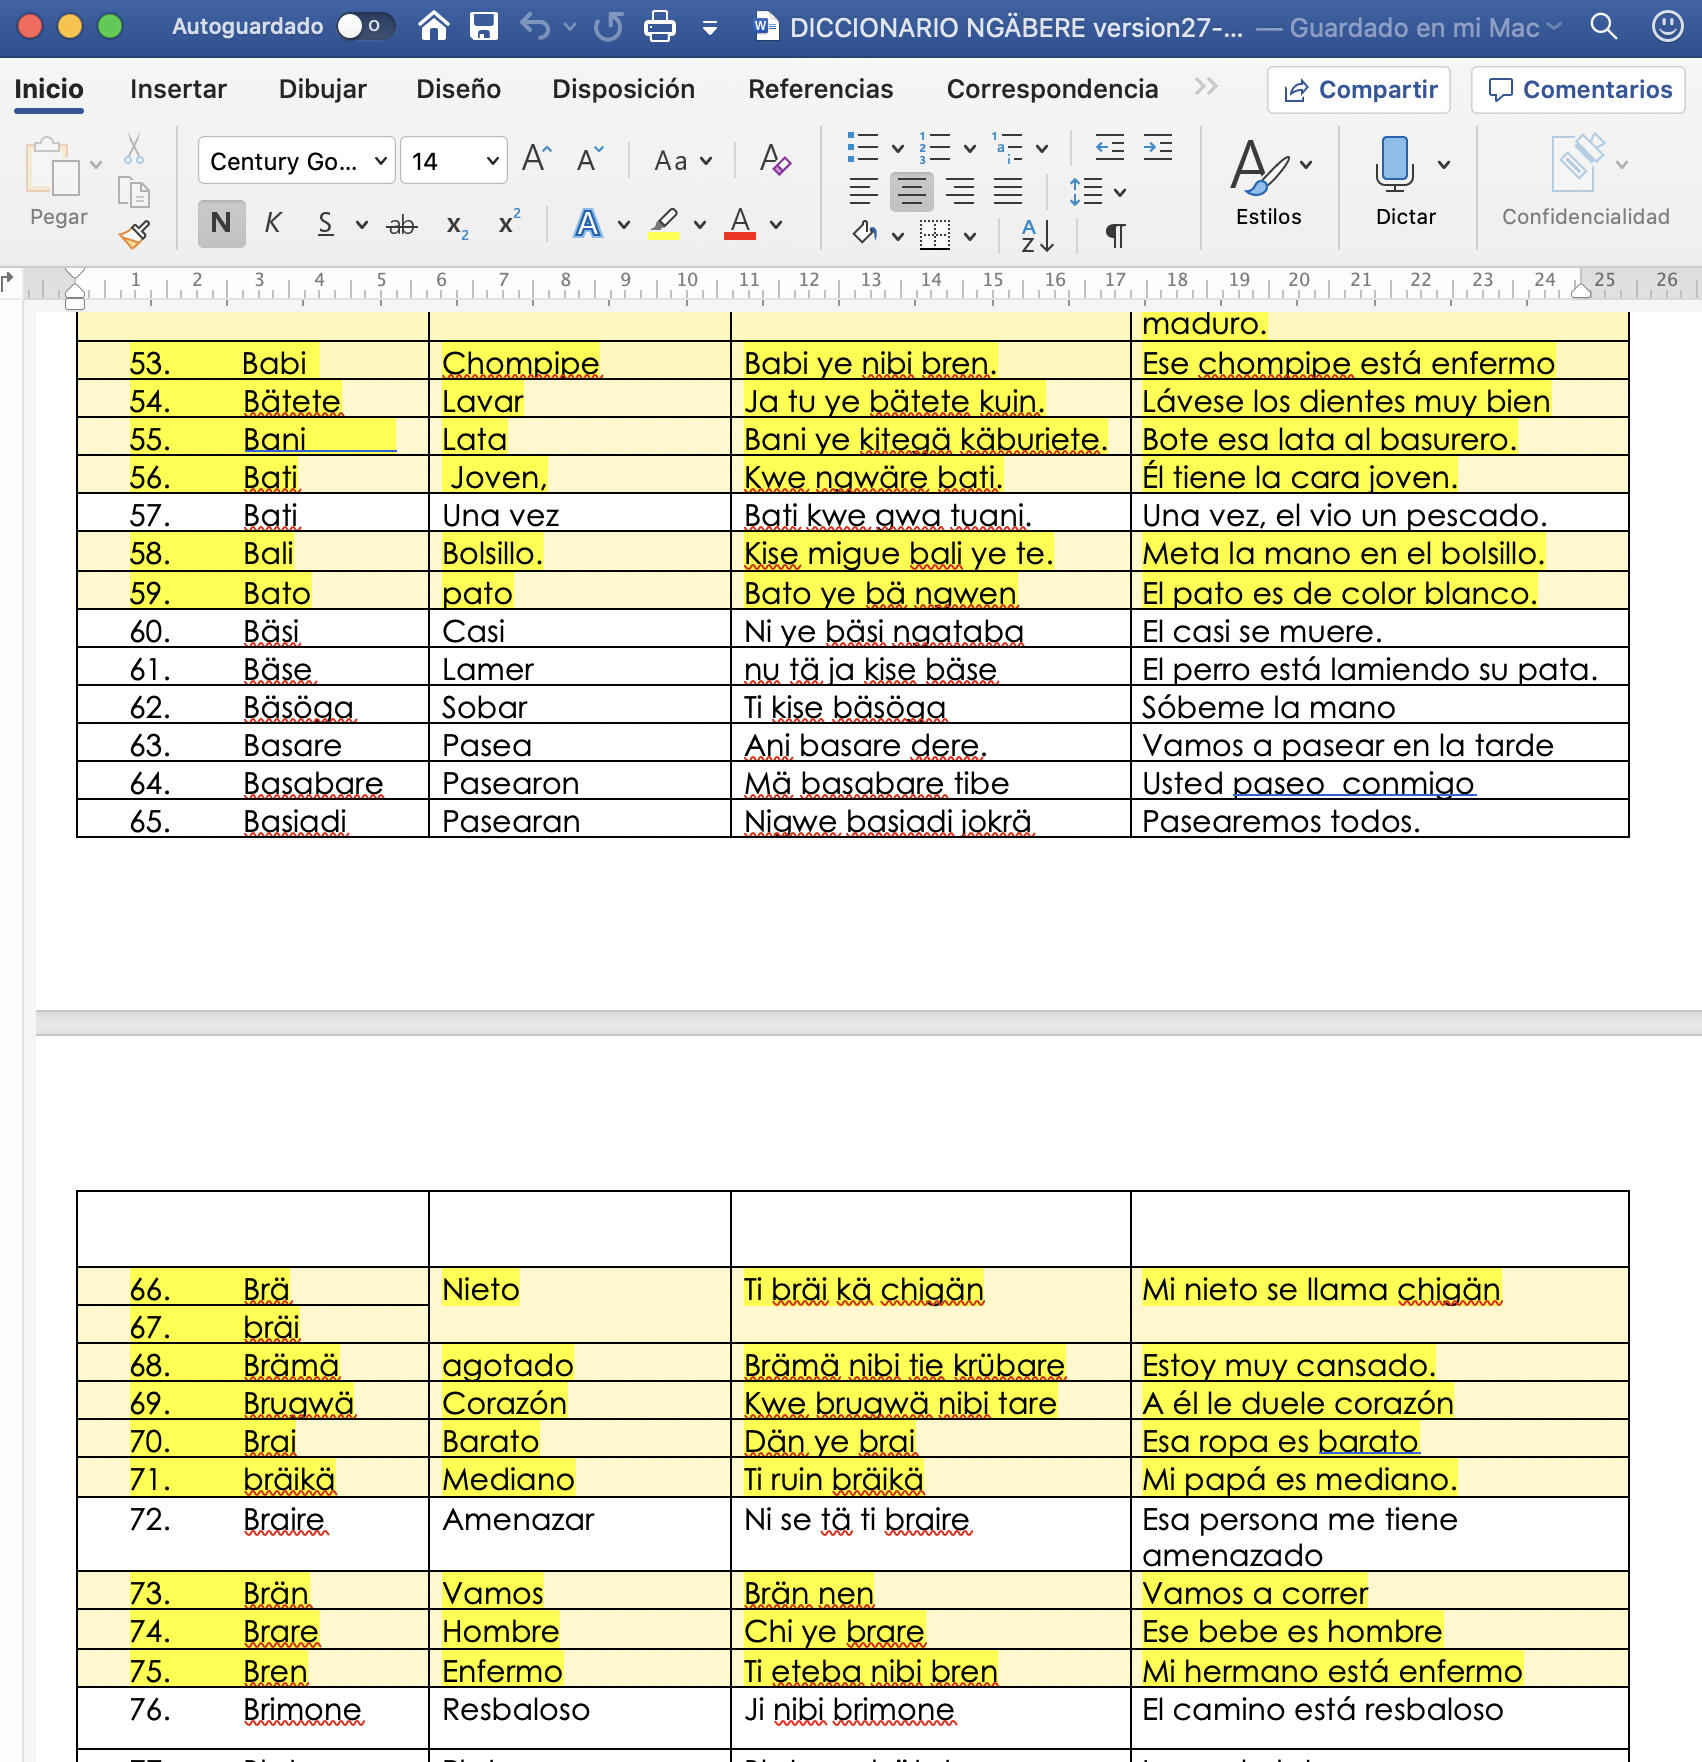 Autoguardado
DICCIONARIO NGÄBERE version27-... — Guardado en mi Mac
Inicio Insertar Dibujar Diseño Disposición Referencias Correspondencia Compartir Comentarios
Pegar
Century Go... 14
Estilos Dictar Confidencialidad
1 2 3 4 5 6 7 8 9 10 11 12 13 14 15 16 17 18 19 20 21 22 23 24 25 26
maduro.
53. Babi Chompipe Babi ye nibi bren. Ese chompipe está enfermo
54. Bätete Lavar Ja tu ye bätete kuin. Lávese los dientes muy bien
55. Bani Lata Bani ye kitegä käburiete. Bote esa lata al basurero.
56. Bati Joven, Kwe ngwäre bati. Él tiene la cara joven.
57. Bati Una vez Bati kwe gwa tuani. Una vez, el vio un pescado.
58. Bali Bolsillo. Kise migue bali ye te. Meta la mano en el bolsillo.
59. Bato pato Bato ye bä ngwen El pato es de color blanco.
60. Bäsi Casi Ni ye bäsi ngataba El casi se muere.
61. Bäse Lamer nu tä ja kise bäse El perro está lamiendo su pata.
62. Bäsöga Sobar Ti kise bäsöga Sóbeme la mano
63. Basare Pasea Ani basare dere. Vamos a pasear en la tarde
64. Basabare Pasearon Mä basabare tibe Usted paseo conmigo
65. Basiadi Pasearan Nigwe basiadi jokrä Pasearemos todos.
66. Brä Nieto Ti bräi kä chigän Mi nieto se llama chigän
67. bräi
68. Brämä agotado Brämä nibi tie krübare Estoy muy cansado.
69. Brugwä Corazón Kwe brugwä nibi tare A él le duele corazón
70. Brai Barato Dän ye brai Esa ropa es barato
71. bräikä Mediano Ti ruin bräikä Mi papá es mediano.
72. Braire Amenazar Ni se tä ti braire Esa persona me tiene
amenazado
73. Brän Vamos Brän nen Vamos a correr
74. Brare Hombre Chi ye brare Ese bebe es hombre
75. Bren Enfermo Ti eteba nibi bren Mi hermano está enfermo
76. Brimone Resbaloso Ji nibi brimone El camino está resbaloso